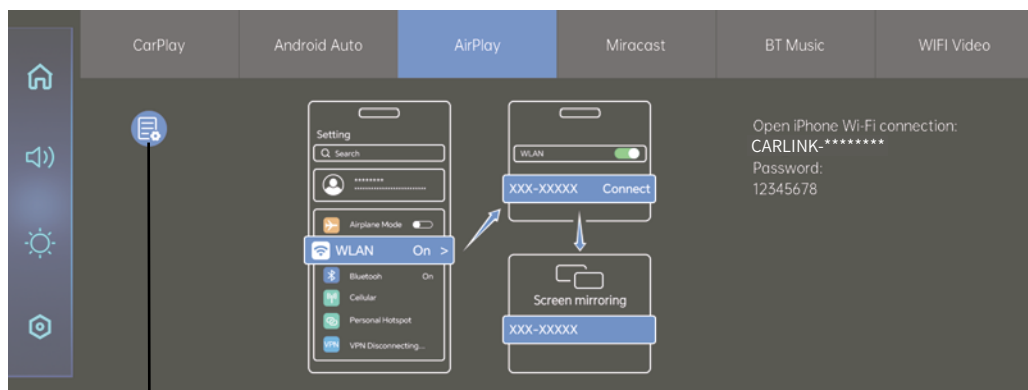 CarPlay Android Auto AirPlay Miracast BT Music WIFI Video
Setting
Search
********
Airplane Mode
WLAN On >
Bluetooh On
Cellular
Personal Hotspot
VPN VPN Disconnecting...
WLAN
XXX-XXXXX Connect
Screen mirroring
XXX-XXXXX
Open iPhone Wi-Fi connection:
CARLINK-********
Password:
12345678